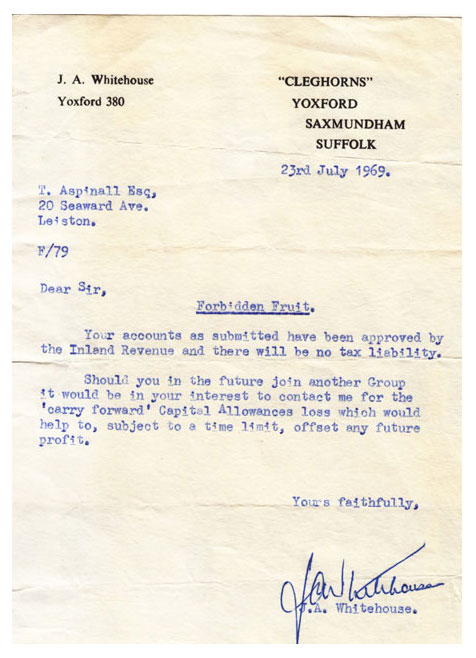 J. A. Whitehouse
Yoxford 380
"CLEGHORNS"
YOXFORD
SAXMUNDHAM
SUFFOLK
23rd July 1969.
T. Aspinall Esq,
20 Seaward Ave.
Leiston.
F/79
Dear Sir,
Forbidden Fruit.
Your accounts as submitted have been approved by
the Inland Revenue and there will be no tax liability.
Should you in the future join another Group
it would be in your interest to contact me for the
'carry forward' Capital Allowances loss which would
help to, subject to a time limit, offset any future
profit.
Yours faithfully,
J A Whitehouse
J.A. Whitehouse.